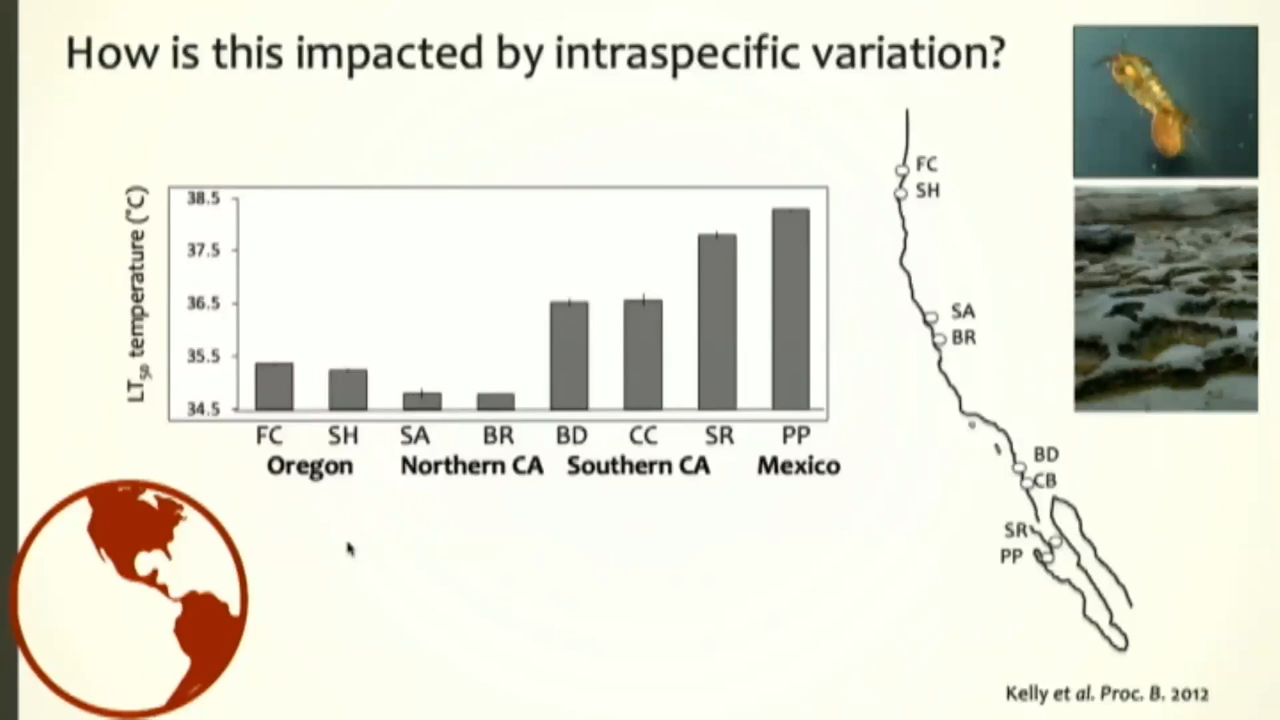 How is this impacted by intraspecific variation?
LT50 temperature (°C)
38.5
37.5
36.5
35.5
34.5
FC SH SA BR BD CC SR PP
Oregon Northern CA Southern CA Mexico
FC
SH
SA
BR
BD
CB
SR
PP
Kelly et al. Proc. B. 2012